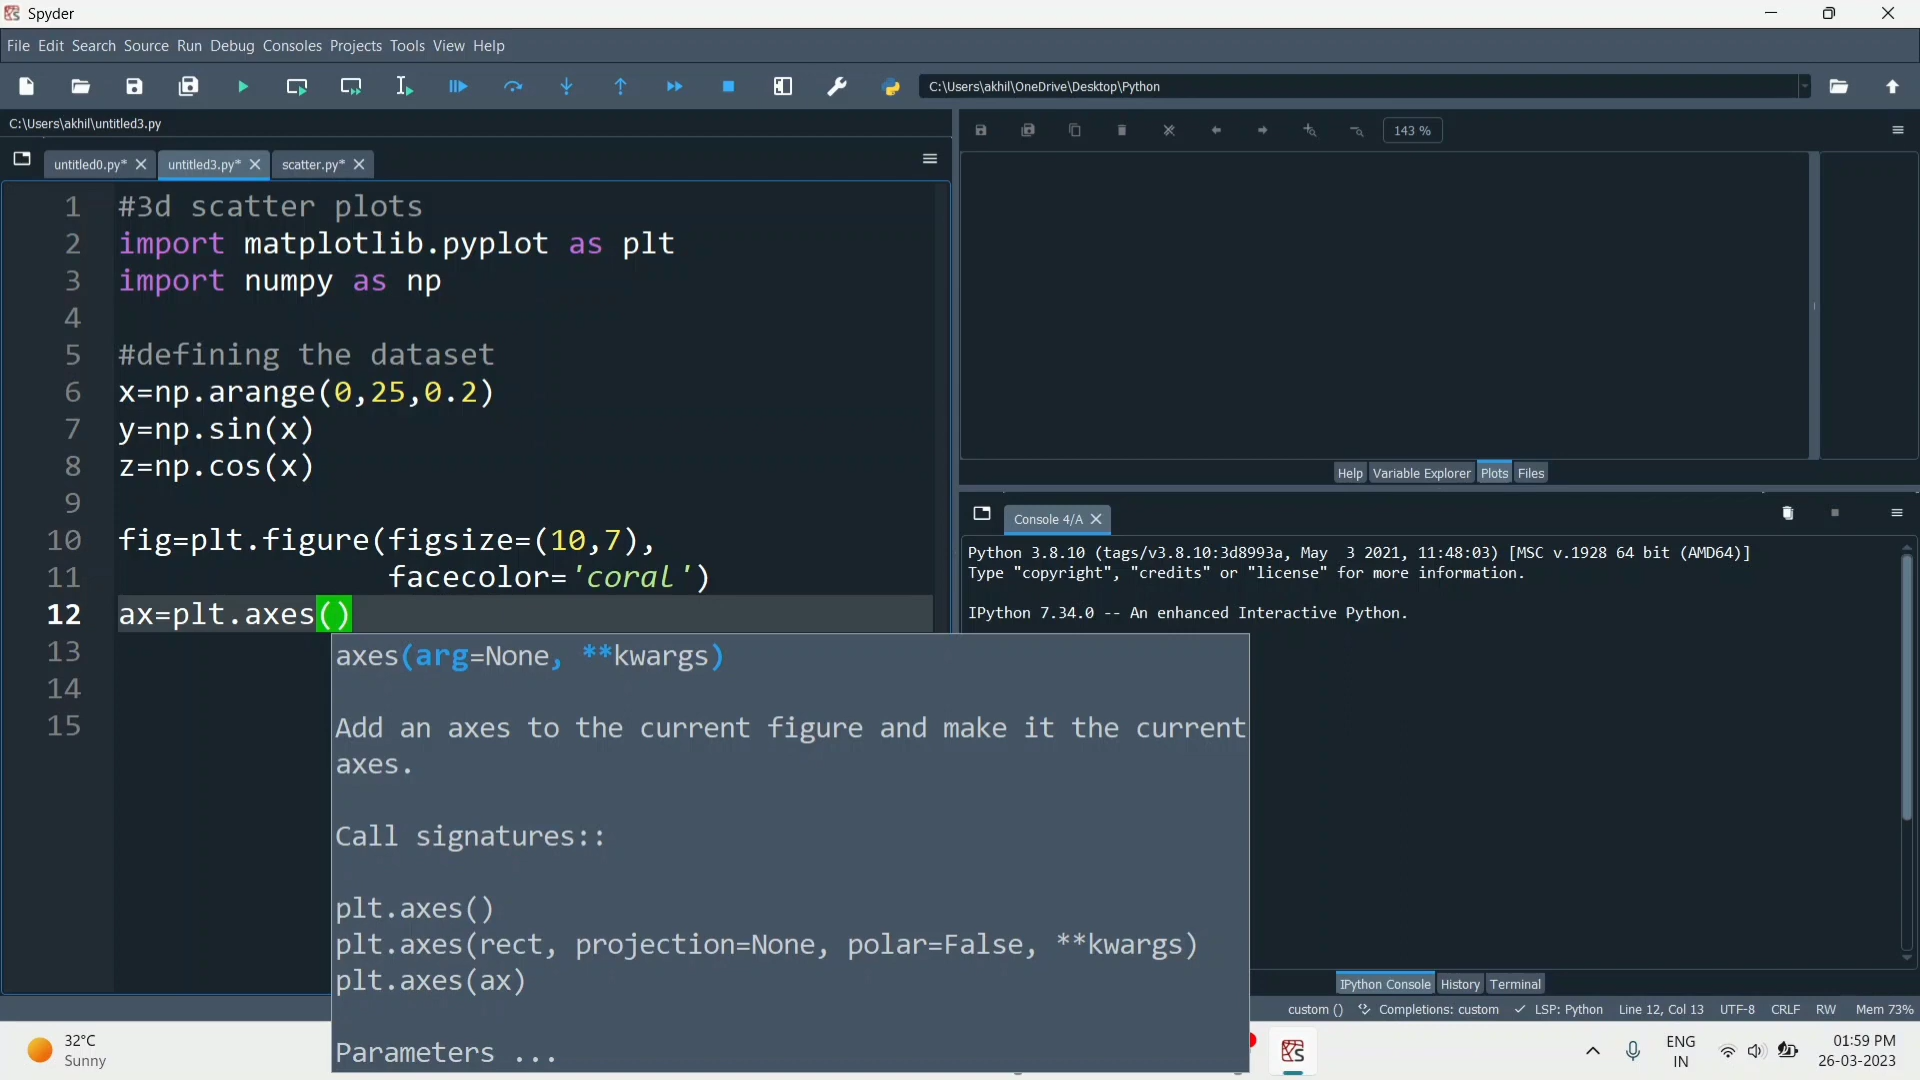 Spyder
File Edit Search Source Run Debug Consoles Projects Tools View Help
C:\Users\akhil\OneDrive\Desktop\Python
C:\Users\akhil\untitled3.py
143 %
untitled0.py*
untitled3.py*
scatter.py*
1 #3d scatter plots
2 import matplotlib.pyplot as plt
3 import numpy as np
4
5 #defining the dataset
6 x=np.arange(0,25,0.2)
7 y=np.sin(x)
8 z=np.cos(x)
9
10 fig=plt.figure(figsize=(10,7),
11 facecolor='coral')
12 ax=plt.axes()
13
14
15
axes(arg=None, **kwargs)
Add an axes to the current figure and make it the current
axes.
Call signatures::
plt.axes()
plt.axes(rect, projection=None, polar=False, **kwargs)
plt.axes(ax)
Parameters ...
Help Variable Explorer Plots Files
Console 4/A
Python 3.8.10 (tags/v3.8.10:3d8993a, May  3 2021, 11:48:03) [MSC v.1928 64 bit (AMD64)]
Type "copyright", "credits" or "license" for more information.
IPython 7.34.0 -- An enhanced Interactive Python.
IPython Console History Terminal
custom () Completions: custom LSP: Python Line 12, Col 13 UTF-8 CRLF RW Mem 73%
32°C
Sunny
ENG
IN
01:59 PM
26-03-2023